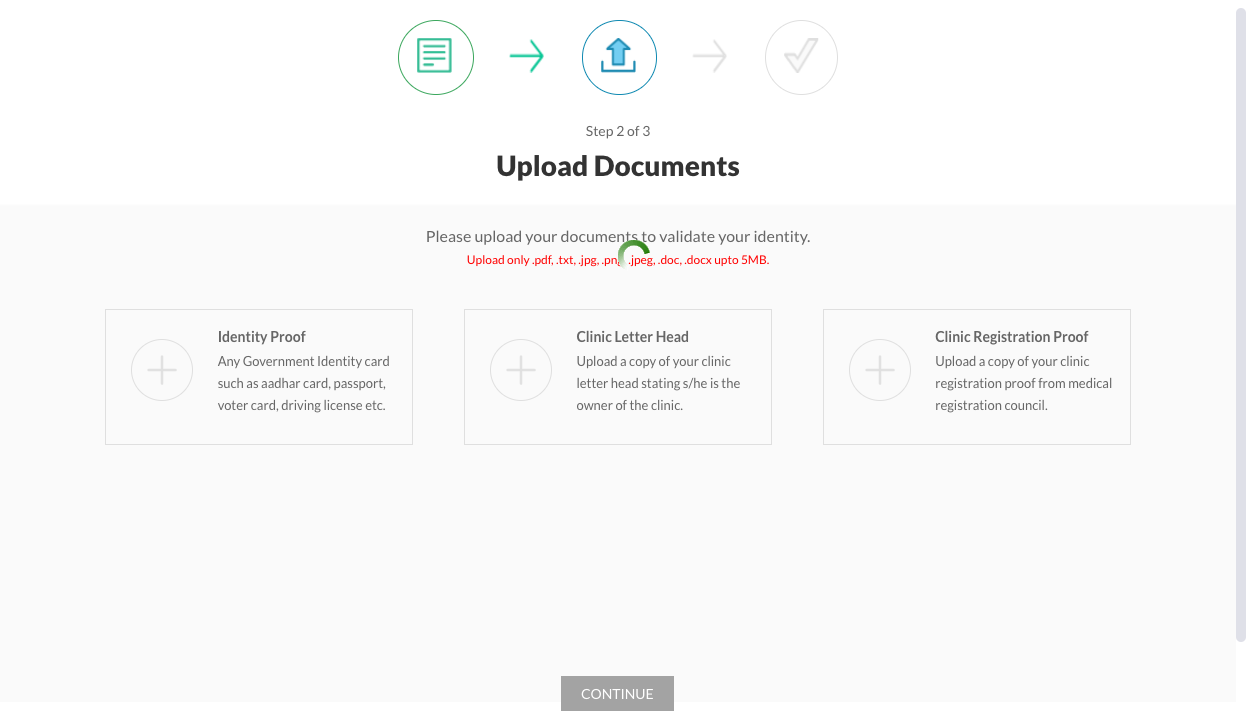 Step 2 of 3
Upload Documents
Please upload your documents to validate your identity.
Upload only .pdf, .txt, .jpg, .png, .jpeg, .doc, .docx upto 5MB.
Identity Proof
Any Government Identity card
such as aadhar card, passport,
voter card, driving license etc.
Clinic Letter Head
Upload a copy of your clinic
letter head stating s/he is the
owner of the clinic.
Clinic Registration Proof
Upload a copy of your clinic
registration proof from medical
registration council.
CONTINUE